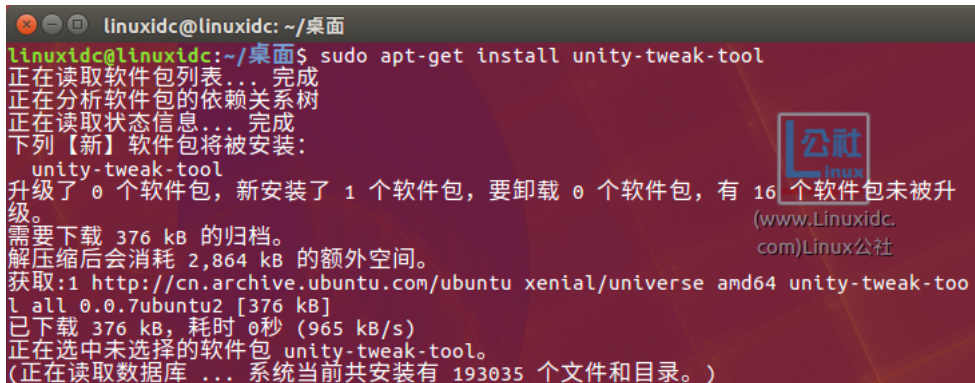 linuxidc@linuxidc: ~/桌面
linuxidc@linuxidc:~/桌面$ sudo apt-get install unity-tweak-tool
正在读取软件包列表... 完成
正在分析软件包的依赖关系树
正在读取状态信息... 完成
下列【新】软件包将被安装：
unity-tweak-tool
升级了 0 个软件包，新安装了 1 个软件包，要卸载 0 个软件包，有 16 个软件包未被升
级。
需要下载 376 kB 的归档。
解压缩后会消耗 2,864 kB 的额外空间。
获取:1 http://cn.archive.ubuntu.com/ubuntu xenial/universe amd64 unity-tweak-too
l all 0.0.7ubuntu2 [376 kB]
已下载 376 kB，耗时 0秒 (965 kB/s)
正在选中未选择的软件包 unity-tweak-tool。
(正在读取数据库 ... 系统当前共安装有 193035 个文件和目录。)
公社
Linux
(www.Linuxidc.
com)Linux公社